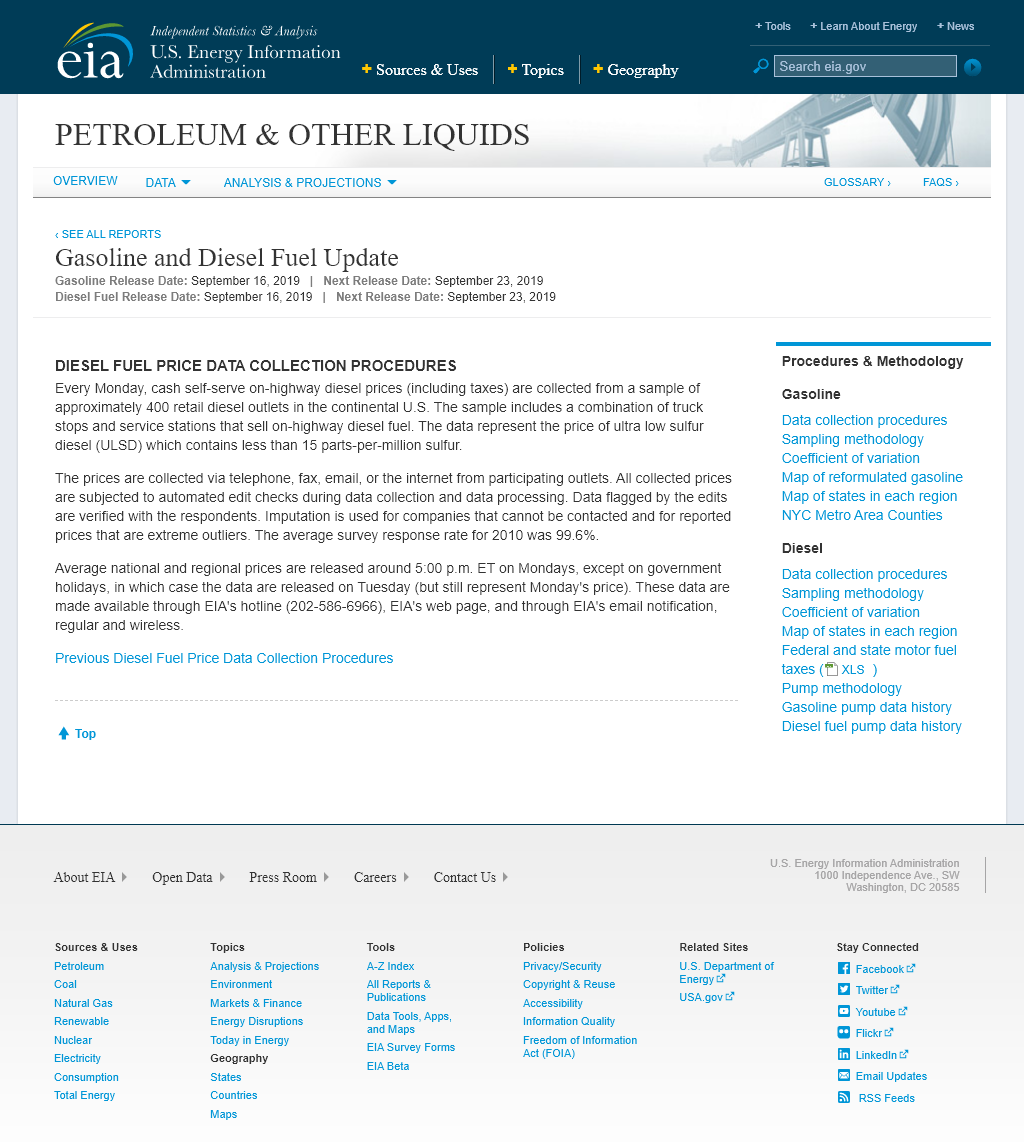 + Tools
+ Learn About Energy
+ News
eia
Independent Statistics & Analysis
U.S. Energy Information
Administration
+ Sources & Uses
+ Topics
+ Geography
Search eia.gov
PETROLEUM & OTHER LIQUIDS
OVERVIEW
DATA
ANALYSIS & PROJECTIONS
GLOSSARY ›
FAQS ›
‹ SEE ALL REPORTS
Gasoline and Diesel Fuel Update
Gasoline Release Date: September 16, 2019 | Next Release Date: September 23, 2019
Diesel Fuel Release Date: September 16, 2019 | Next Release Date: September 23, 2019
DIESEL FUEL PRICE DATA COLLECTION PROCEDURES
Every Monday, cash self-serve on-highway diesel prices (including taxes) are collected from a sample of
approximately 400 retail diesel outlets in the continental U.S. The sample includes a combination of truck
stops and service stations that sell on-highway diesel fuel. The data represent the price of ultra low sulfur
diesel (ULSD) which contains less than 15 parts-per-million sulfur.
The prices are collected via telephone, fax, email, or the internet from participating outlets. All collected prices
are subjected to automated edit checks during data collection and data processing. Data flagged by the edits
are verified with the respondents. Imputation is used for companies that cannot be contacted and for reported
prices that are extreme outliers. The average survey response rate for 2010 was 99.6%.
Average national and regional prices are released around 5:00 p.m. ET on Mondays, except on government
holidays, in which case the data are released on Tuesday (but still represent Monday's price). These data are
made available through EIA's hotline (202-586-6966), EIA's web page, and through EIA's email notification,
regular and wireless.
Previous Diesel Fuel Price Data Collection Procedures
Top
Procedures & Methodology
Gasoline
Data collection procedures
Sampling methodology
Coefficient of variation
Map of reformulated gasoline
Map of states in each region
NYC Metro Area Counties
Diesel
Data collection procedures
Sampling methodology
Coefficient of variation
Map of states in each region
Federal and state motor fuel
taxes ( XLS )
Pump methodology
Gasoline pump data history
Diesel fuel pump data history
About EIA
Open Data
Press Room
Careers
Contact Us
U.S. Energy Information Administration
1000 Independence Ave., SW
Washington, DC 20585
Sources & Uses
Petroleum
Coal
Natural Gas
Renewable
Nuclear
Electricity
Consumption
Total Energy
Topics
Analysis & Projections
Environment
Markets & Finance
Energy Disruptions
Today in Energy
Geography
States
Countries
Maps
Tools
A-Z Index
All Reports &
Publications
Data Tools, Apps,
and Maps
EIA Survey Forms
EIA Beta
Policies
Privacy/Security
Copyright & Reuse
Accessibility
Information Quality
Freedom of Information
Act (FOIA)
Related Sites
U.S. Department of
Energy
USA.gov
Stay Connected
Facebook
Twitter
Youtube
Flickr
LinkedIn
Email Updates
RSS Feeds